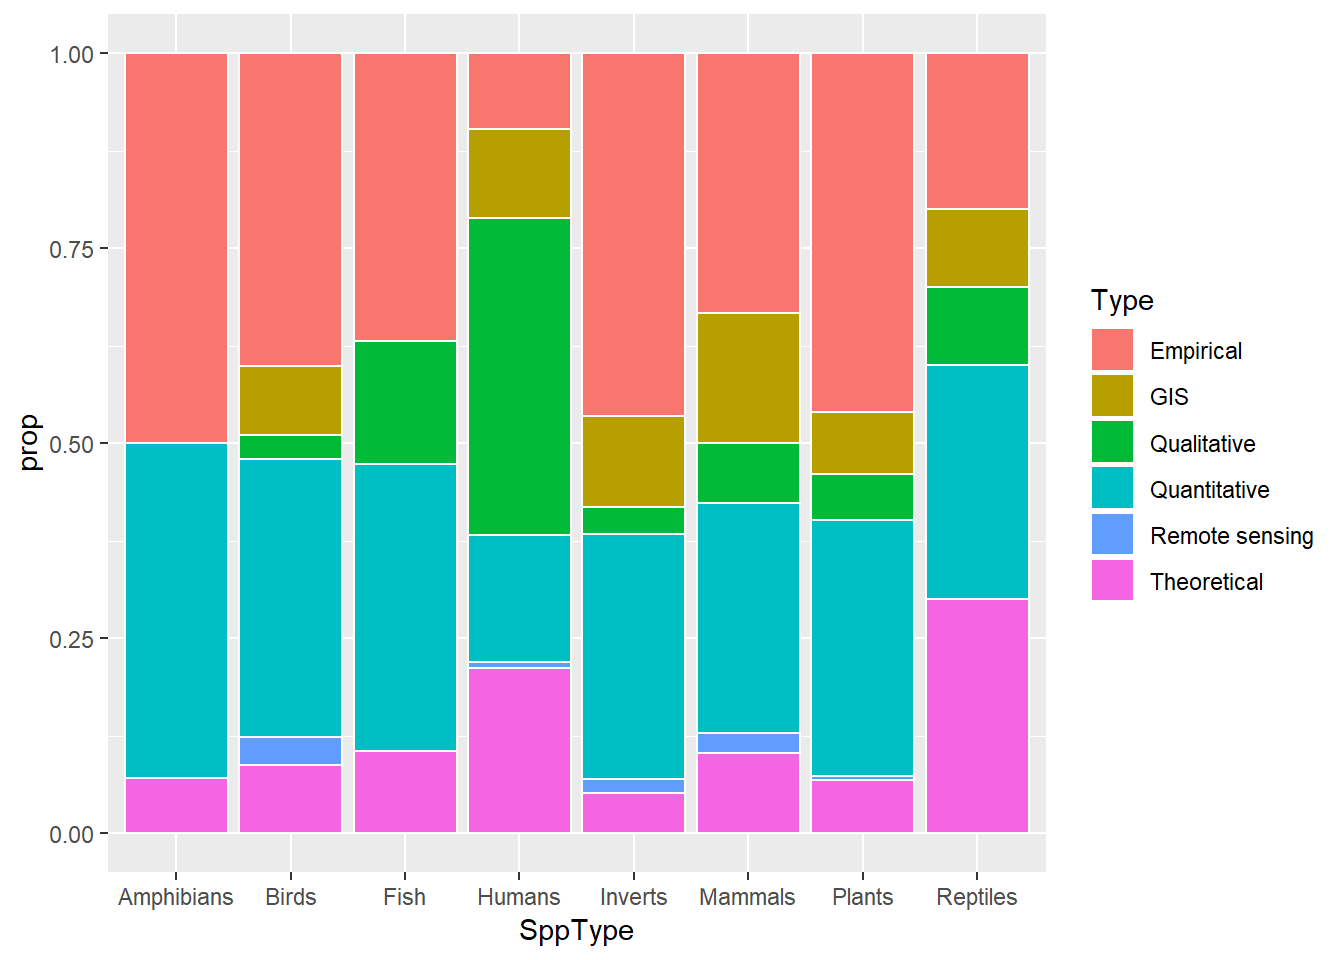 1.00
0.75
0.50
0.25
0.00
prop
Amphibians Birds Fish Humans Inverts Mammals Plants Reptiles
SppType
Type
Empirical
GIS
Qualitative
Quantitative
Remote sensing
Theoretical